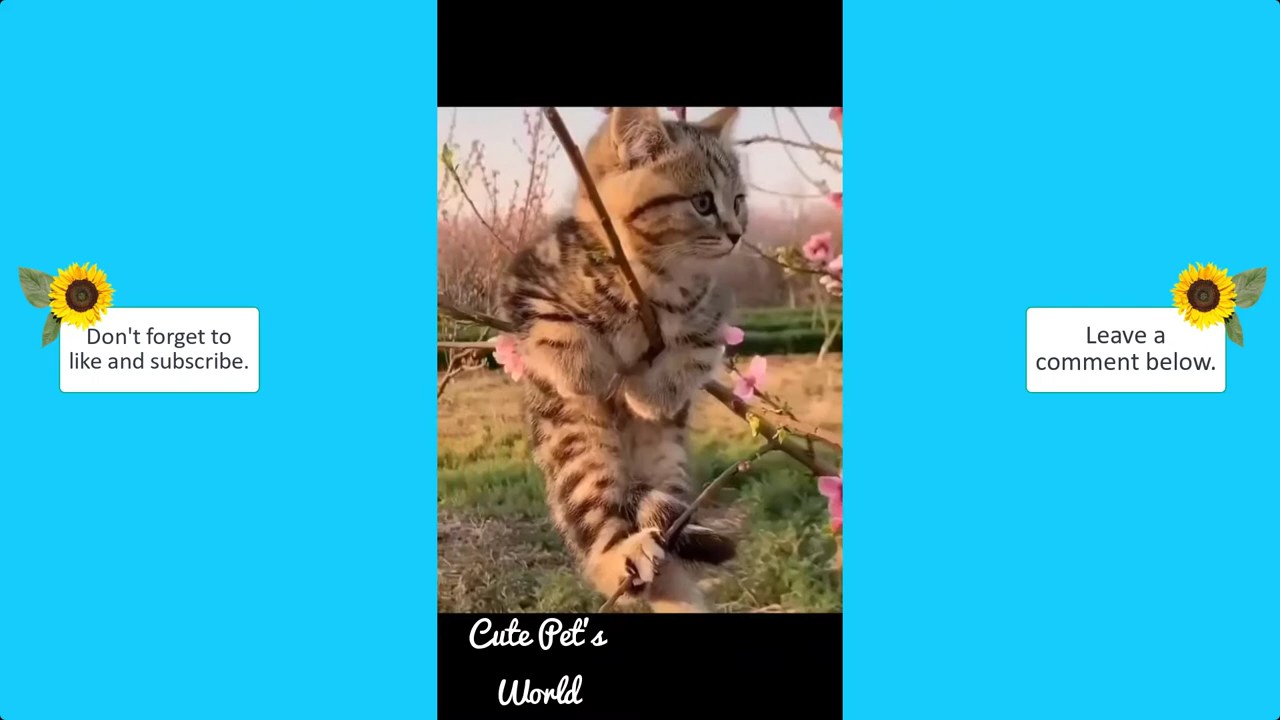 Don't forget to
like and subscribe.
Leave a
comment below.
Cute Pet's
World